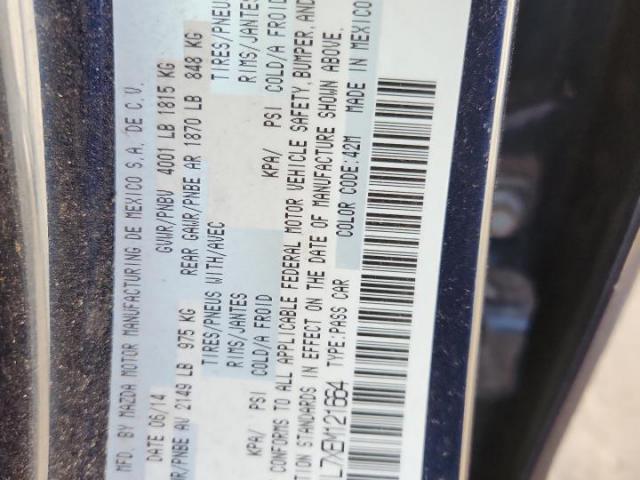 MFD. BY MAZDA MOTOR MANUFACTURING DE MEXICO S.A. DE C.V.
DATE 06/14 GVWR/PNBV 4001 LB 1815 KG
WR/PNBE AV 2149 LB 975 KG REAR GAWR/PNBE AR 1870 LB 848 KG
TIRES/PNEUS WITH/AVEC TIRES/PNEU
RIMS/JANTES RIMS/JANTES
KPA/ PSI COLD/A FROID KPA/ PSI COLD/A FROID
CONFORMS TO ALL APPLICABLE FEDERAL MOTOR VEHICLE SAFETY, BUMPER, AND
STANDARDS IN EFFECT ON THE DATE OF MANUFACTURE SHOWN ABOVE.
L7XEM121664 TYPE:PASS CAR COLOR CODE:42M MADE IN MEXICO